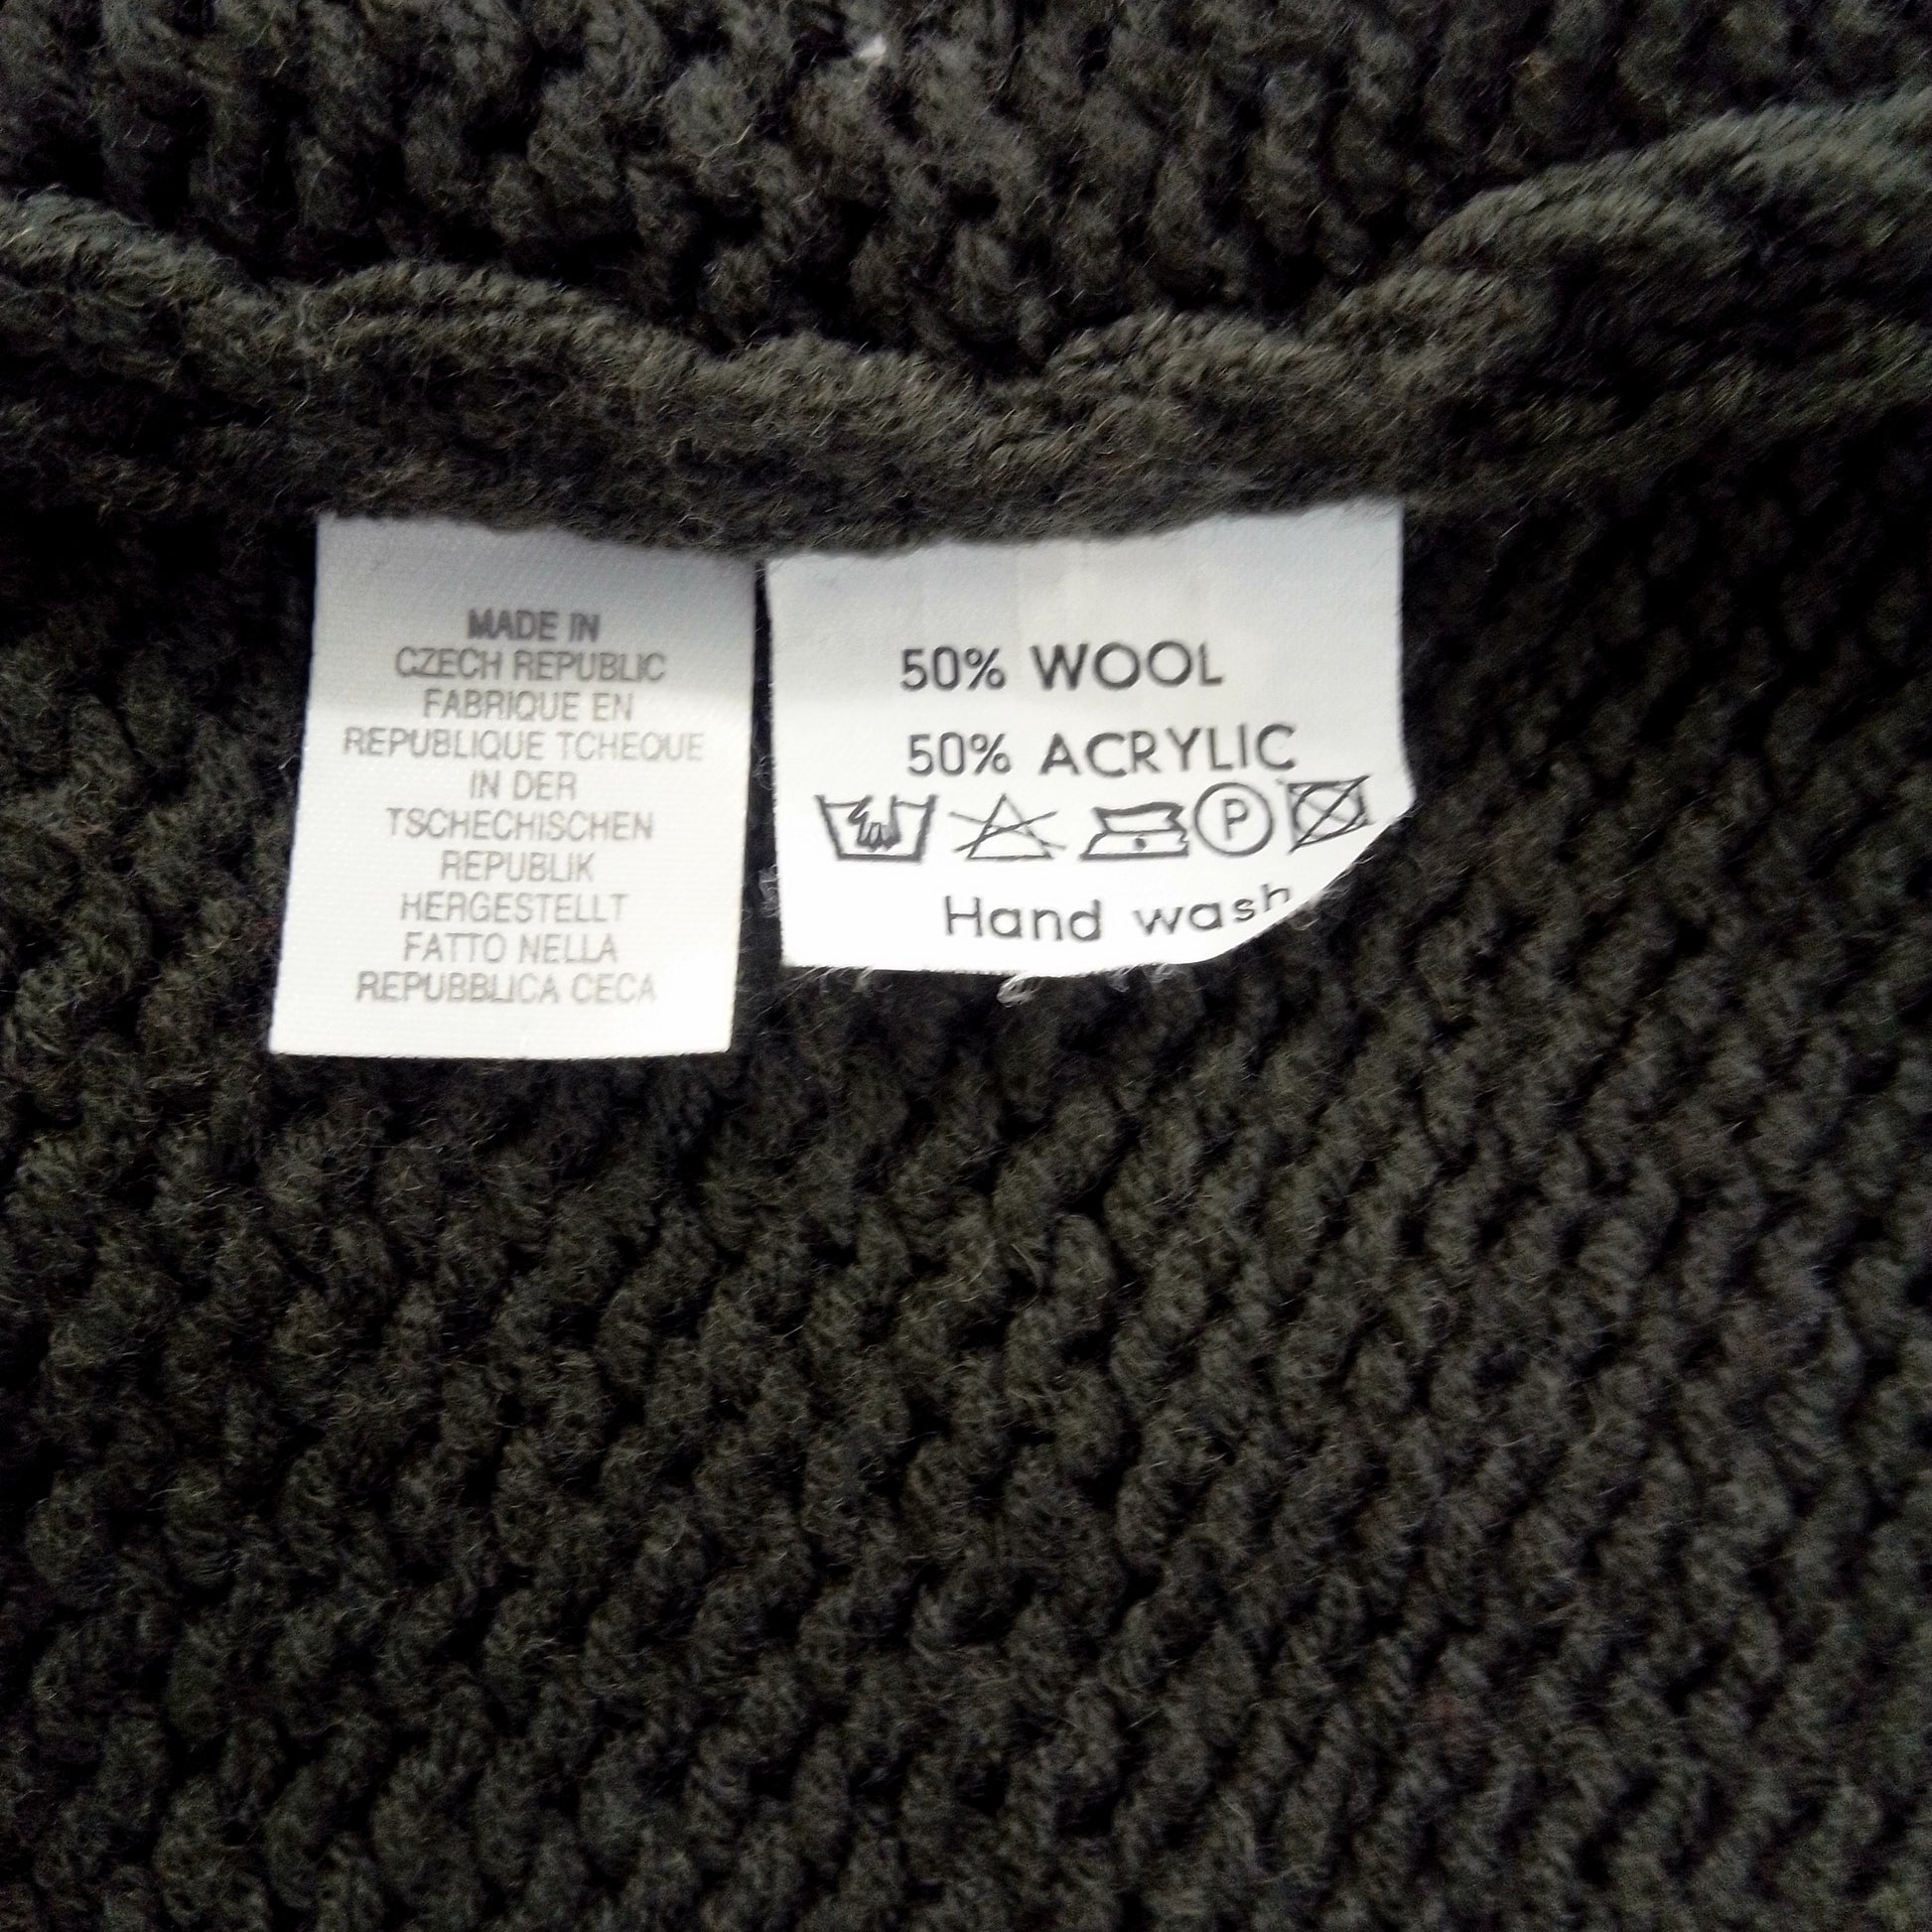 MADE IN
CZECH REPUBLIC
FABRIQUE EN
REPUBLIQUE TCHEQUE
IN DER
TSCHECHISCHEN
REPUBLIK
HERGESTELLT
FATTO NELLA
REPUBBLICA CECA
50% WOOL
50% ACRYLIC
P
Hand wash